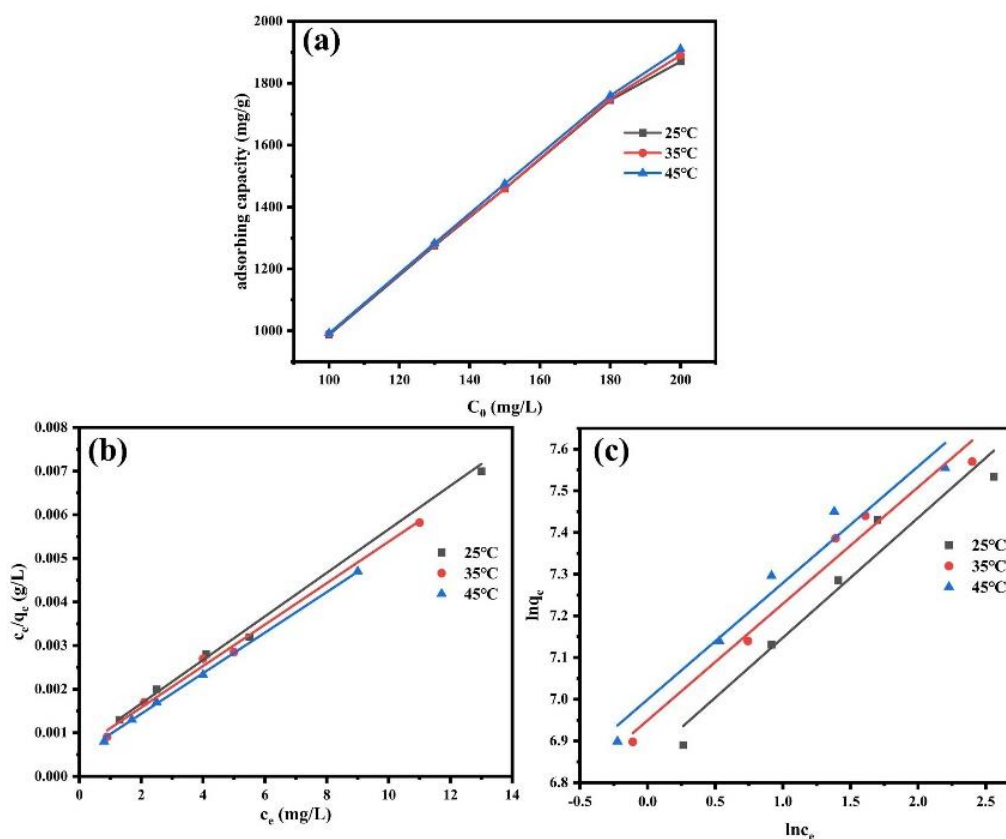 (a)
2000
1800
1600
1400
1200
1000
adsorbing capacity (mg/g)
25°C
35°C
45°C
100 120 140 160 180 200
C₀ (mg/L)
(b)
0.008
0.007
0.006
0.005
0.004
0.003
0.002
0.001
0.000
cₑ/qₑ (g/L)
25°C
35°C
45°C
0 2 4 6 8 10 12 14
cₑ (mg/L)
(c)
7.6
7.5
7.4
7.3
7.2
7.1
7.0
6.9
6.8
lnqₑ
25°C
35°C
45°C
-0.5 0.0 0.5 1.0 1.5 2.0 2.5
lncₑ